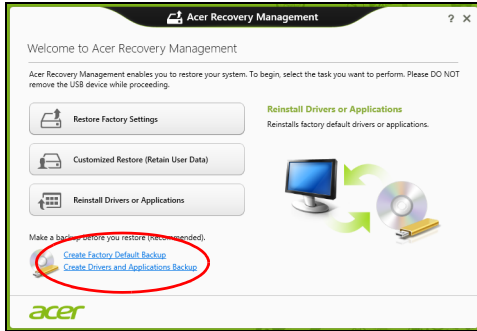 Acer Recovery Management
? X
Welcome to Acer Recovery Management
Acer Recovery Management enables you to restore your system. To begin, select the task you want to perform. Please DO NOT
remove the USB device while proceeding.
Restore Factory Settings
Customized Restore (Retain User Data)
Reinstall Drivers or Applications
Reinstall Drivers or Applications
Reinstalls factory default drivers or applications.
Make a backup before you restore (Recommended).
Create Factory Default Backup
Create Drivers and Applications Backup
acer